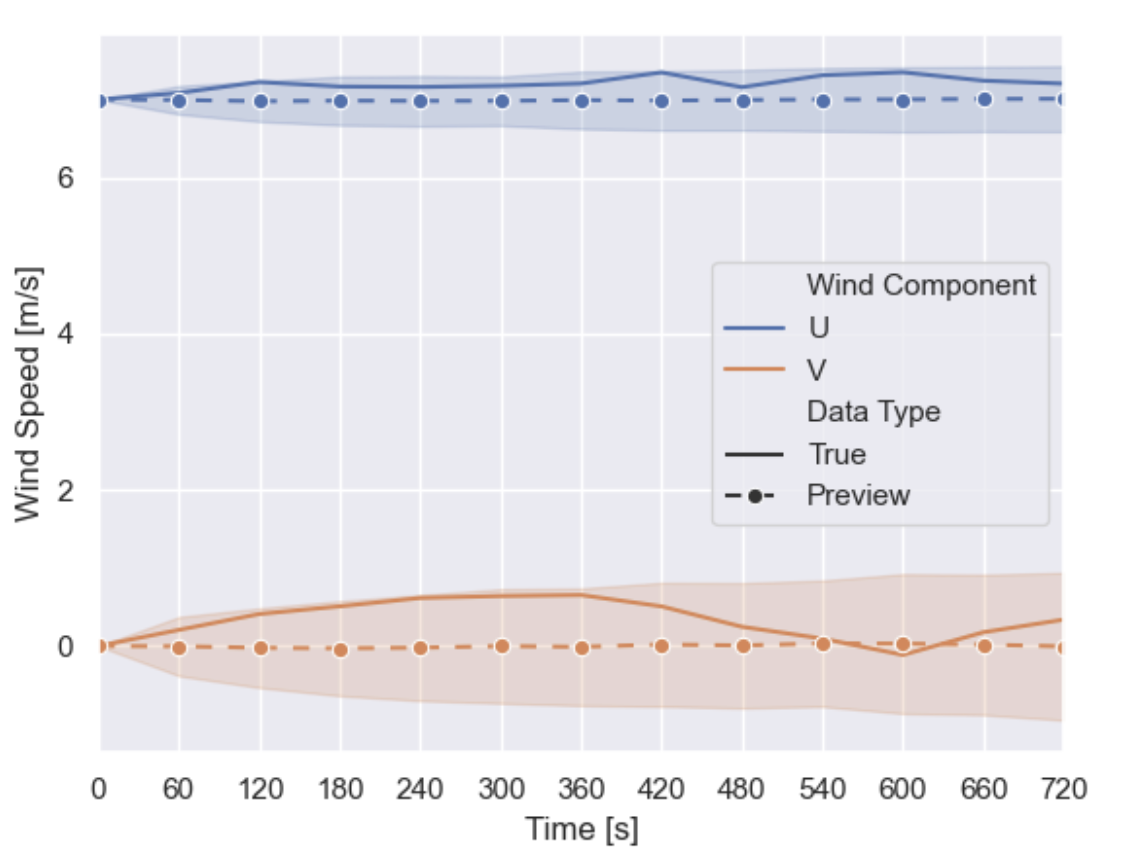 6
4
2
0
Wind Speed [m/s]
Wind Component
U
V
Data Type
True
Preview
0 60 120 180 240 300 360 420 480 540 600 660 720
Time [s]